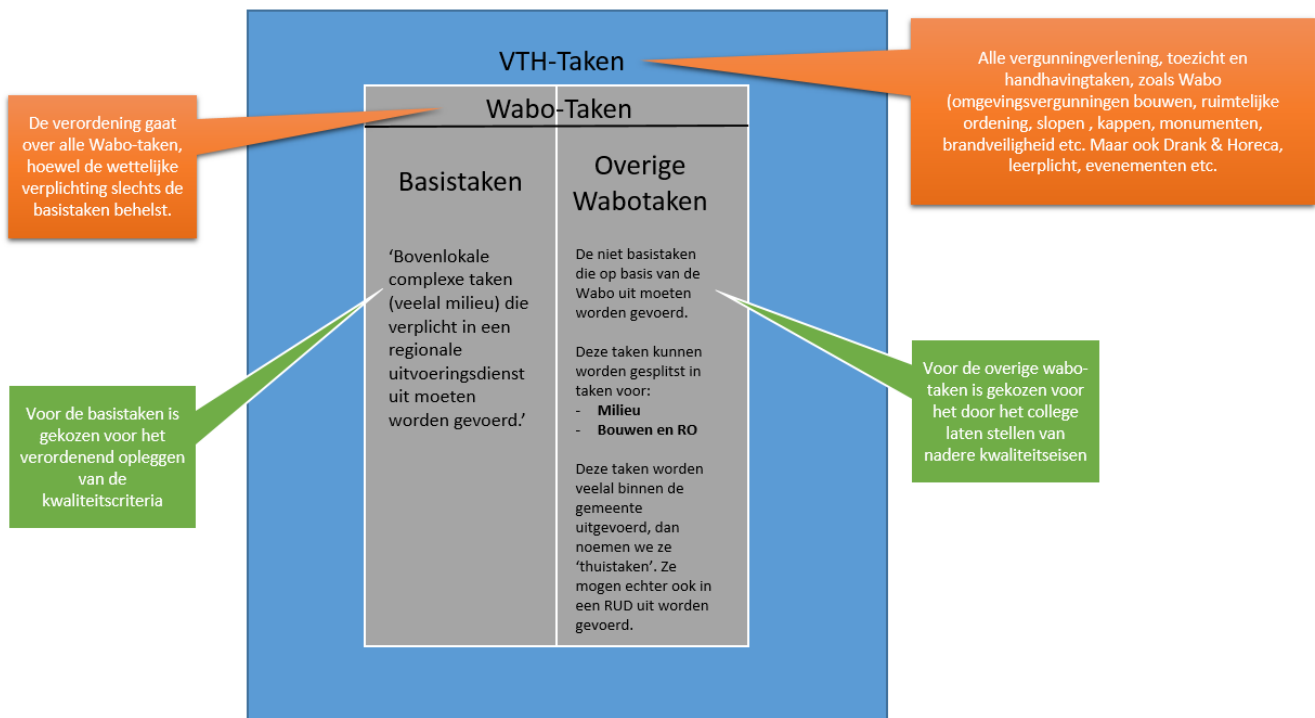 VTH-Taken
Alle vergunningverlening, toezicht en
handhavingtaken, zoals Wabo
(omgevingsvergunningen bouwen, ruimtelijke
ordening, slopen , kappen, monumenten,
brandveiligheid etc. Maar ook Drank & Horeca,
leerplicht, evenementen etc.
De verordening gaat
over alle Wabo-taken,
hoewel de wettelijke
verplichting slechts de
basistaken behelst.
Wabo-Taken
Basistaken
'Bovenlokale
complexe taken
(veelal milieu) die
verplicht in een
regionale
uitvoeringsdienst
uit moeten
worden gevoerd.'
Overige
Wabotaken
De niet basistaken
die op basis van de
Wabo uit moeten
worden gevoerd.
Deze taken kunnen
worden gesplitst in
taken voor:
- Milieu
- Bouwen en RO
Deze taken worden
veelal binnen de
gemeente
uitgevoerd, dan
noemen we ze
'thuistaken'. Ze
mogen echter ook in
een RUD uit worden
gevoerd.
Voor de basistaken is
gekozen voor het
verordenend opleggen
van de
kwaliteitscriteria
Voor de overige wabo-
taken is gekozen voor
het door het college
laten stellen van
nadere kwaliteitseisen